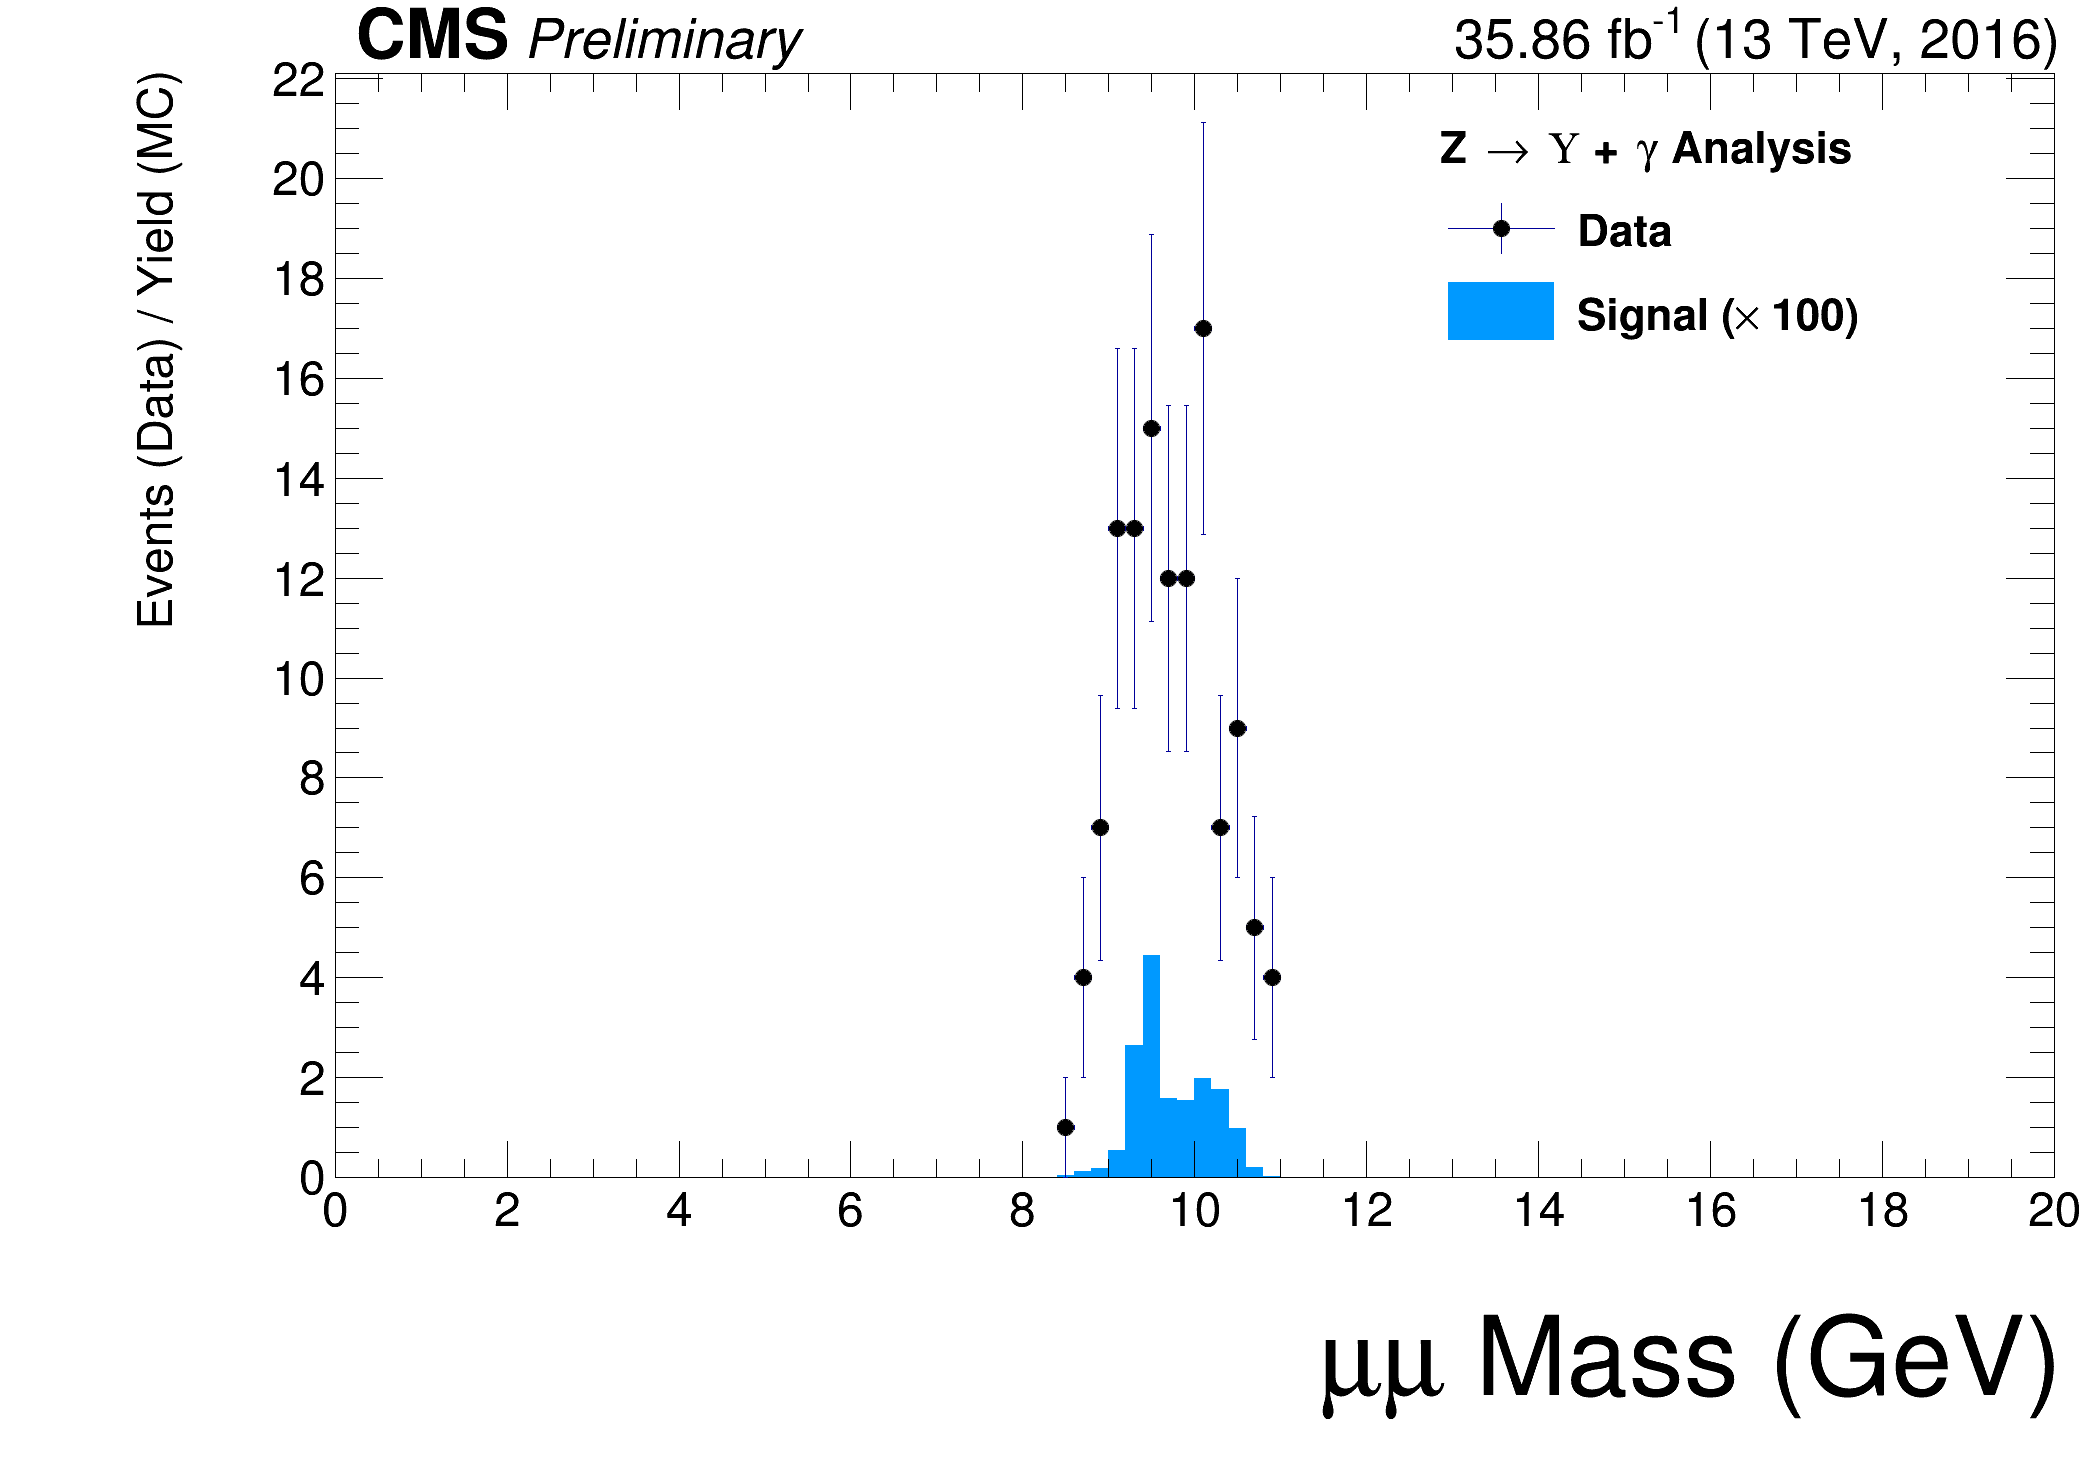 CMS Preliminary
35.86 fb⁻¹ (13 TeV, 2016)
Events (Data) / Yield (MC)
22
20
18
16
14
12
10
8
6
4
2
0
Z → Υ + γ Analysis
Data
Signal (× 100)
0 2 4 6 8 10 12 14 16 18 20
μμ Mass (GeV)